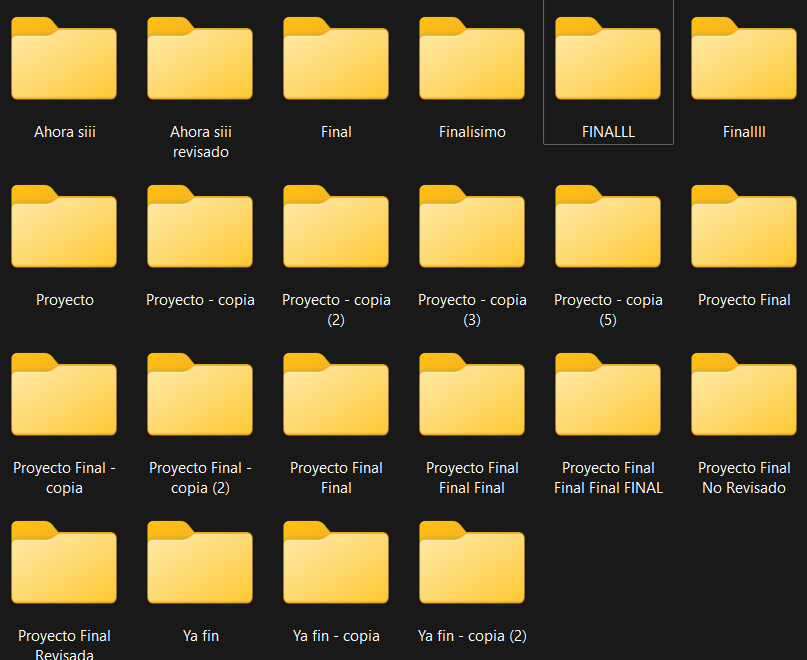 Ahora siii
Ahora siii
revisado
Final
Finalisimo
FINALLL
Finallll
Proyecto
Proyecto - copia
Proyecto - copia
(2)
Proyecto - copia
(3)
Proyecto - copia
(5)
Proyecto Final
Proyecto Final -
copia
Proyecto Final -
copia (2)
Proyecto Final
Final
Proyecto Final
Final Final
Proyecto Final
Final Final FINAL
Proyecto Final
No Revisado
Proyecto Final
Revisada
Ya fin
Ya fin - copia
Ya fin - copia (2)